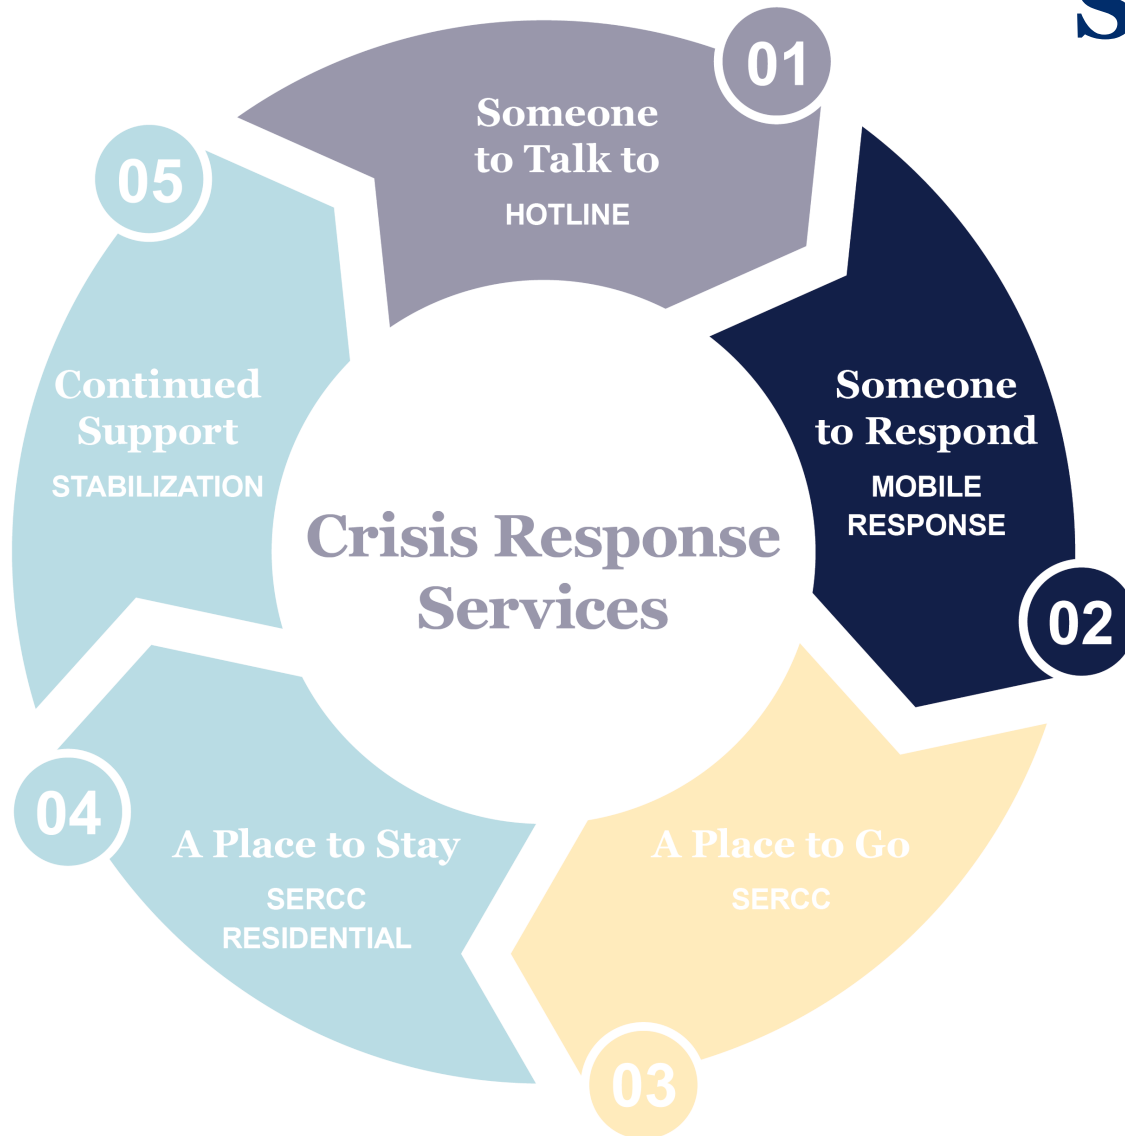 S
01
Someone
to Talk to
HOTLINE
02
Someone
to Respond
MOBILE
RESPONSE
03
A Place to Go
SERCC
04
A Place to Stay
SERCC
RESIDENTIAL
05
Continued
Support
STABILIZATION
Crisis Response
Services